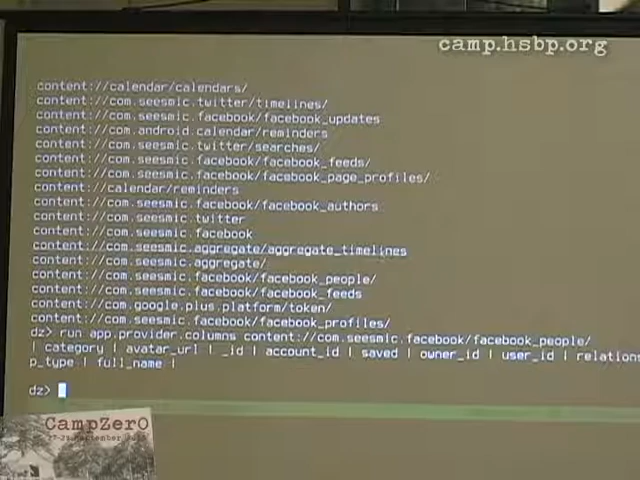 camp.hsbp.org
content://calendar/calendars/
content://com.seesmic.twitter/timelines/
content://com.seesmic.facebook/facebook_updates
content://com.android.calendar/reminders
content://com.seesmic.twitter/searches/
content://com.seesmic.facebook/facebook_feeds/
content://com.seesmic.facebook/facebook_page_profiles/
content://calendar/reminders
content://com.seesmic.facebook/facebook_authors
content://com.seesmic.twitter
content://com.seesmic.facebook
content://com.seesmic.aggregate/aggregate_timelines
content://com.seesmic.aggregate/
content://com.seesmic.facebook/facebook_people/
content://com.seesmic.facebook/facebook_feeds
content://com.google.plus.platform/token/
content://com.seesmic.facebook/facebook_profiles/
dz> run app.provider.columns content://com.seesmic.facebook/facebook_people/
| category | avatar_url | _id | account_id | saved | owner_id | user_id | relations
p_type | full_name |
dz>
CampZer0
September